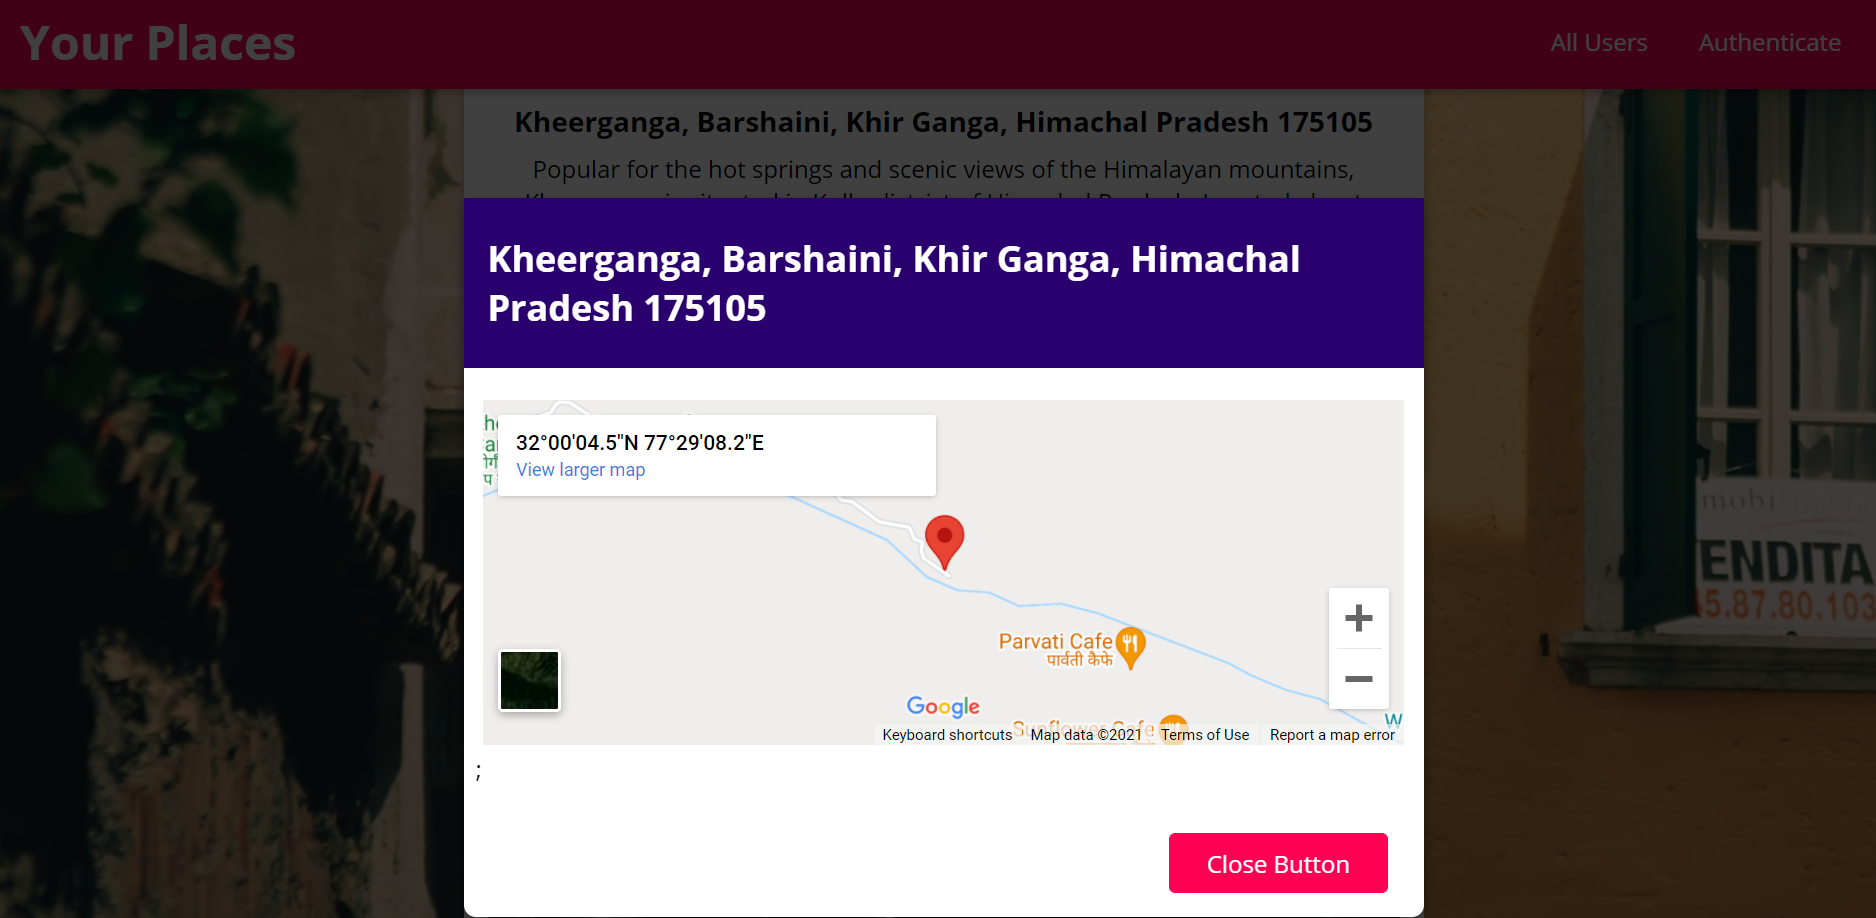 Your Places
All Users
Authenticate
Kheerganga, Barshaini, Khir Ganga, Himachal Pradesh 175105
Popular for the hot springs and scenic views of the Himalayan mountains,
Kheerganga, Barshaini, Khir Ganga, Himachal
Pradesh 175105
32°00'04.5"N 77°29'08.2"E
View larger map
Parvati Cafe
पार्वती कैफे
Google
Sunflower Cafe
W
Keyboard shortcuts
Map data ©2021
Terms of Use
Report a map error
;
Close Button
ENDITA
5.87.80.103